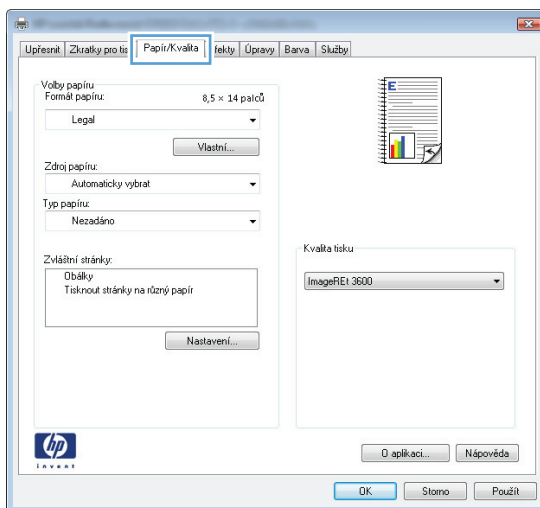 Upřesnit Zkratky pro tis Papír/Kvalita fekty Úpravy Barva Služby
Volby papíru
Formát papíru: 8,5 × 14 palců
Legal
Vlastní...
Zdroj papíru:
Automaticky vybrat
Typ papíru:
Nezadáno
Zvláštní stránky:
Obálky
Tisknout stránky na různý papír
Nastavení...
Kvalita tisku
ImageREt 3600
E
hp
invent
O aplikaci... Nápověda
OK Storno Použít